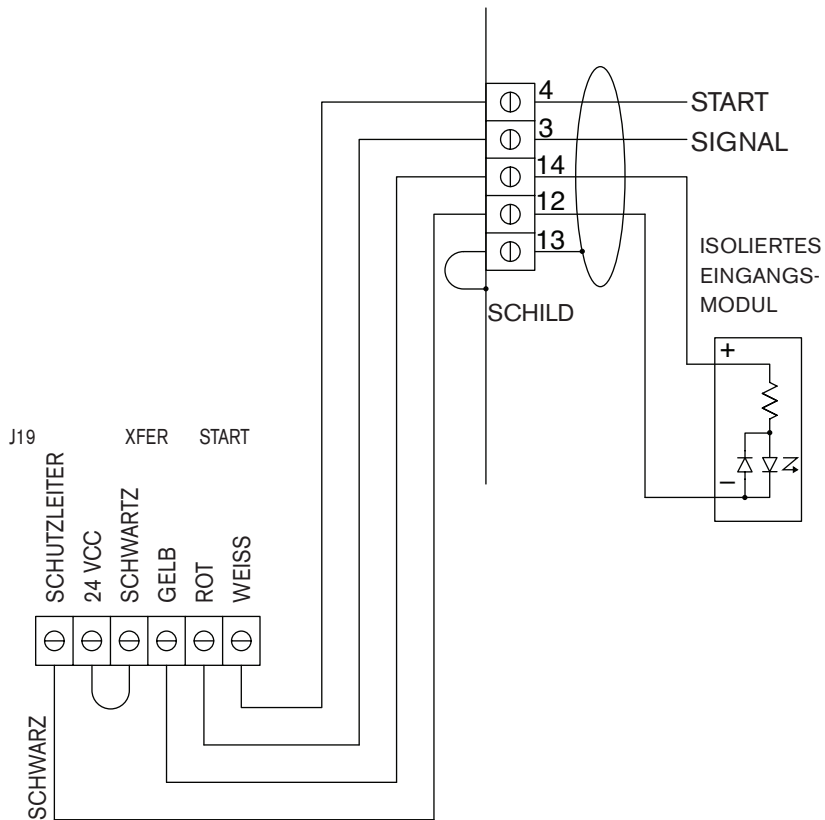 4
START
3
SIGNAL
14
12
13
SCHILD
ISOLIERTES
EINGANGS-
MODUL
+
−
J19
XFER
START
SCHUTZLEITER
24 VCC
SCHWARTZ
GELB
ROT
WEISS
SCHWARZ